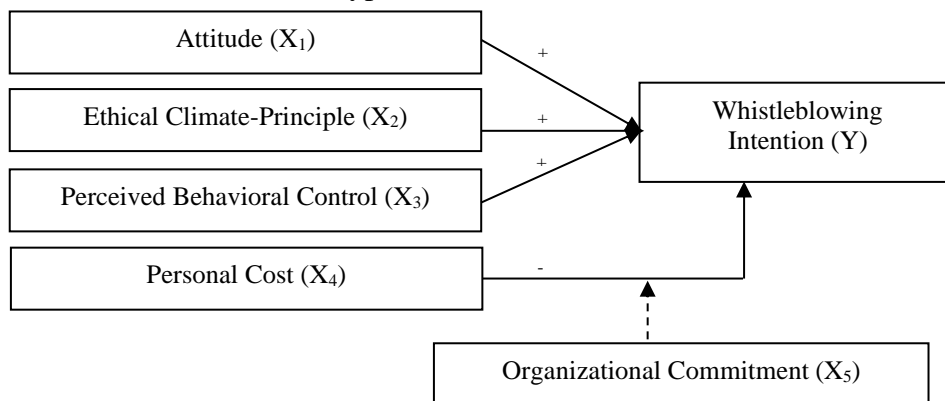 Attitude (X₁)
+
Ethical Climate-Principle (X₂)
+
Whistleblowing
Intention (Y)
+
Perceived Behavioral Control (X₃)
Personal Cost (X₄)
-
Organizational Commitment (X₅)